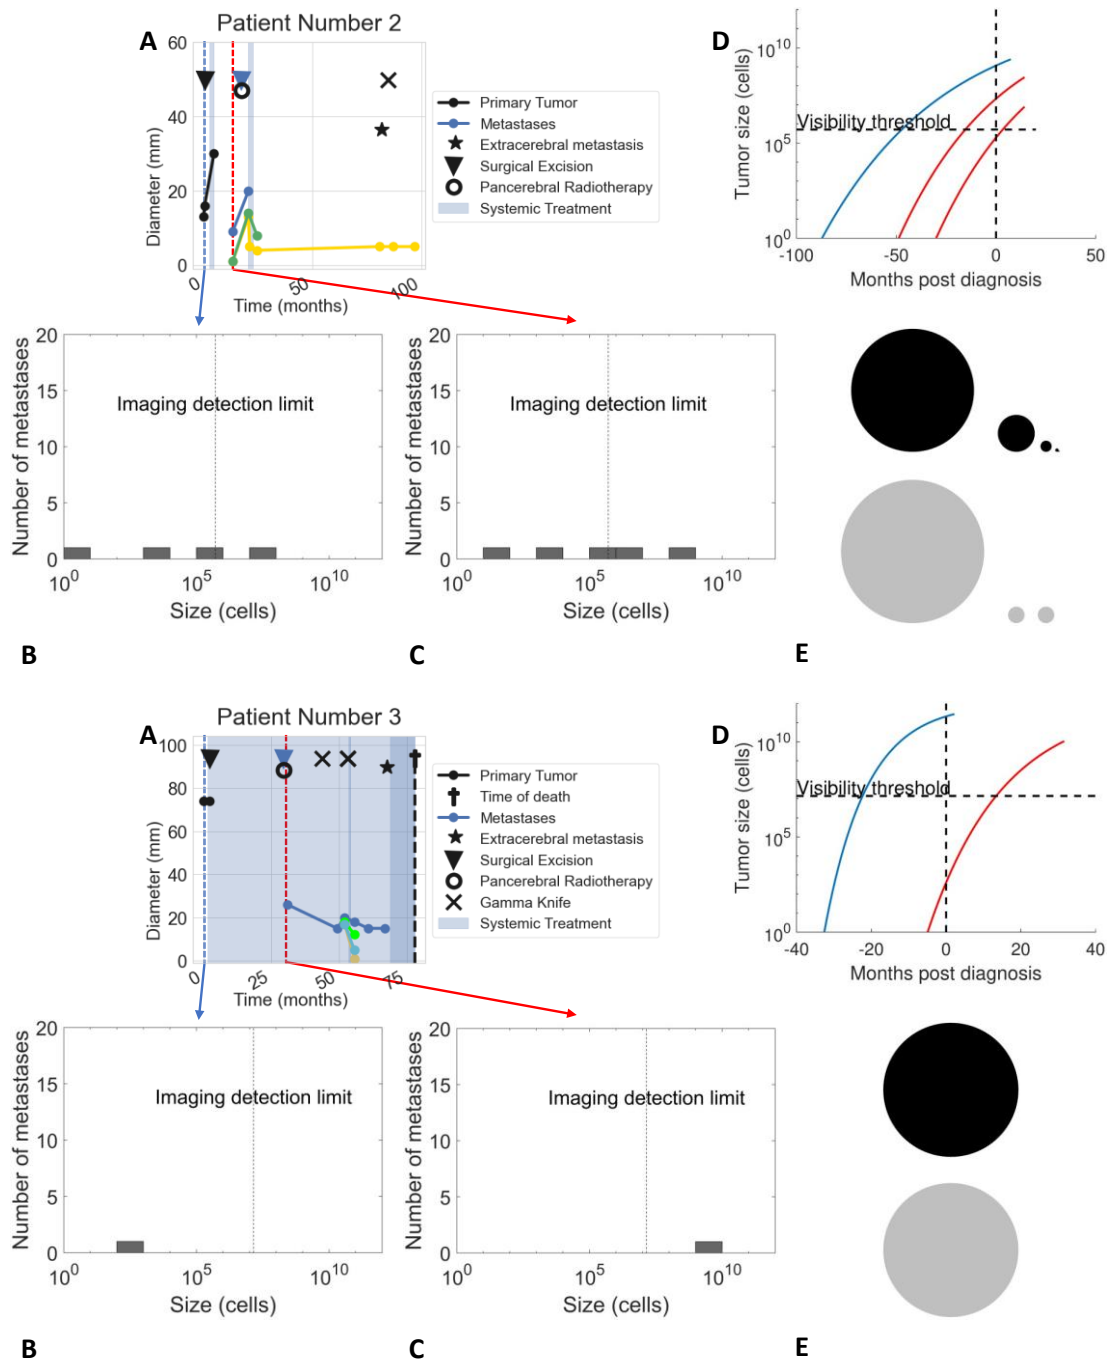 Patient Number 2
A
60
40
20
0
Diameter (mm)
0
50
100
Time (months)
Primary Tumor
Metastases
Extracerebral metastasis
Surgical Excision
Pancerebral Radiotherapy
Systemic Treatment
D
10^10
10^5
10^0
Tumor size (cells)
Visibility threshold
-100
-50
0
50
Months post diagnosis
20
15
10
5
0
Number of metastases
Imaging detection limit
10^0
10^5
10^10
Size (cells)
B
20
15
10
5
0
Number of metastases
Imaging detection limit
10^0
10^5
10^10
Size (cells)
C
E
Patient Number 3
A
100
80
60
40
20
0
Diameter (mm)
0
25
50
75
Time (months)
Primary Tumor
Time of death
Metastases
Extracerebral metastasis
Surgical Excision
Pancerebral Radiotherapy
Gamma Knife
Systemic Treatment
D
10^10
10^5
10^0
Tumor size (cells)
Visibility threshold
-40
-20
0
20
40
Months post diagnosis
20
15
10
5
0
Number of metastases
Imaging detection limit
10^0
10^5
10^10
Size (cells)
B
20
15
10
5
0
Number of metastases
Imaging detection limit
10^0
10^5
10^10
Size (cells)
C
E